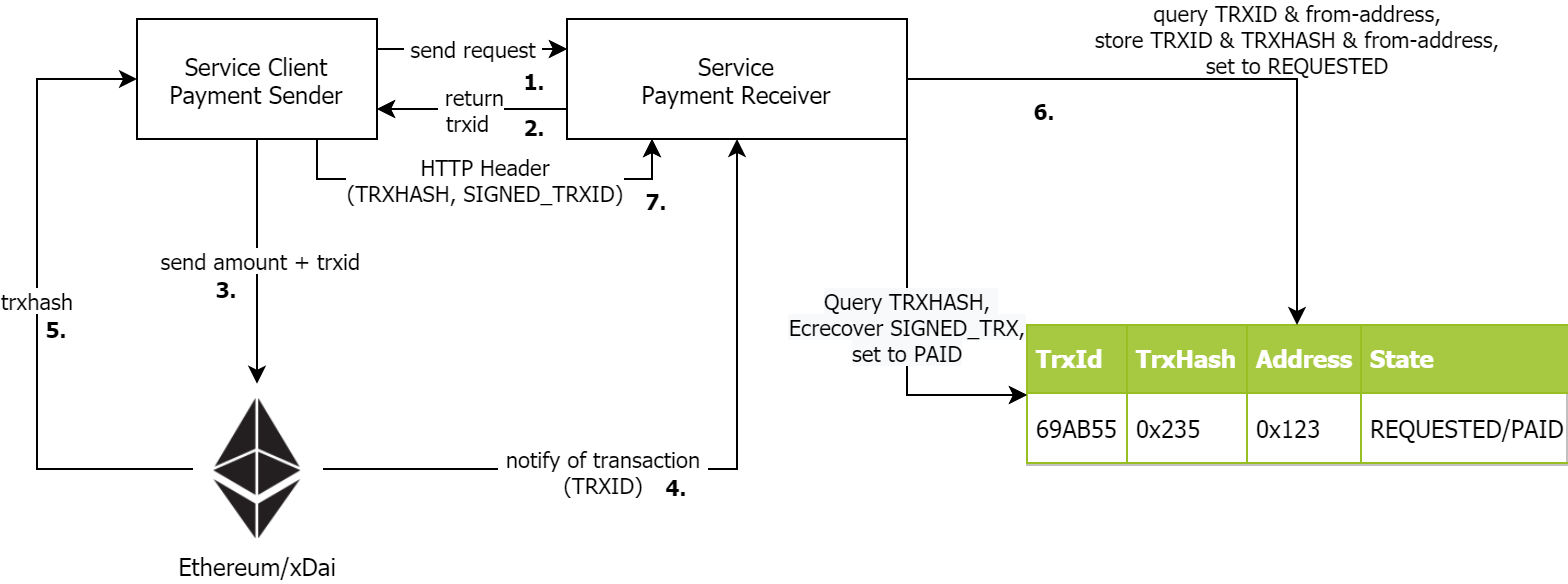 query TRXID & from-address,
store TRXID & TRXHASH & from-address,
set to REQUESTED
Service Client
Payment Sender
send request
1.
Service
Payment Receiver
return
trxid
2.
6.
HTTP Header
(TRXHASH, SIGNED_TRXID)
7.
send amount + trxid
3.
trxhash
5.
Query TRXHASH,
Ecrecover SIGNED_TRX,
set to PAID
TrxId TrxHash Address State
69AB55 0x235 0x123 REQUESTED/PAID
notify of transaction
(TRXID)
4.
Ethereum/xDai